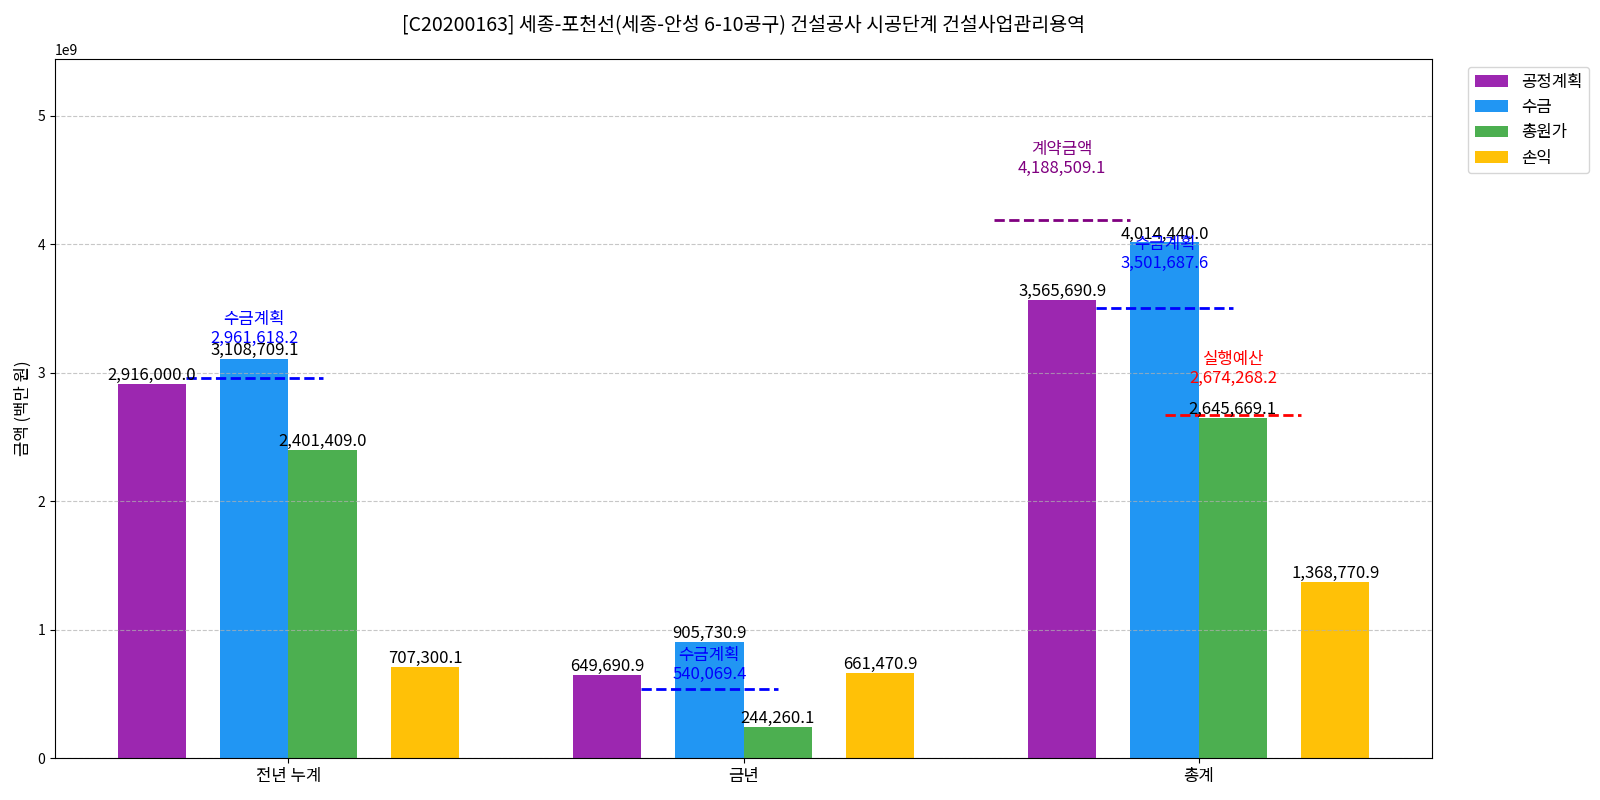 [C20200163] 세종-포천선(세종-안성 6-10공구) 건설공사 시공단계 건설사업관리용역
1e9
금액 (백만 원)
5
4
3
2
1
0
공정계획
수금
총원가
손익
계약금액
4,188,509.1
4,014,440.0
수금계획
3,501,687.6
3,565,690.9
수금계획
2,961,618.2
3,108,709.1
2,916,000.0
실행예산
2,674,268.2
2,645,669.1
2,401,409.0
707,300.1
905,730.9
수금계획
540,069.4
649,690.9
661,470.9
244,260.1
1,368,770.9
전년 누계
금년
총계